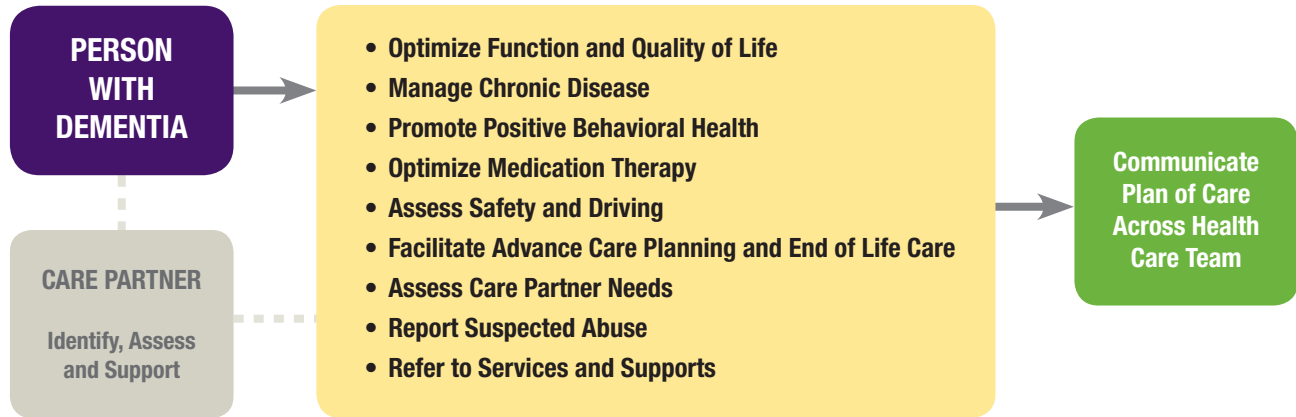 PERSON
WITH
DEMENTIA
CARE PARTNER
Identify, Assess
and Support
• Optimize Function and Quality of Life
• Manage Chronic Disease
• Promote Positive Behavioral Health
• Optimize Medication Therapy
• Assess Safety and Driving
• Facilitate Advance Care Planning and End of Life Care
• Assess Care Partner Needs
• Report Suspected Abuse
• Refer to Services and Supports
Communicate
Plan of Care
Across Health
Care Team